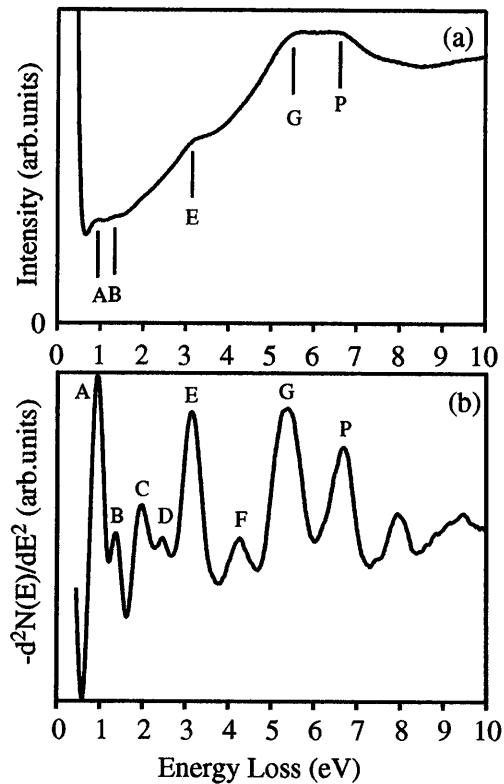 (a)
Intensity (arb.units)
G
P
E
A B
0
0 1 2 3 4 5 6 7 8 9 10
(b)
-d²N(E)/dE² (arb.units)
A
E
G
P
C
B
D
F
0 1 2 3 4 5 6 7 8 9 10
Energy Loss (eV)